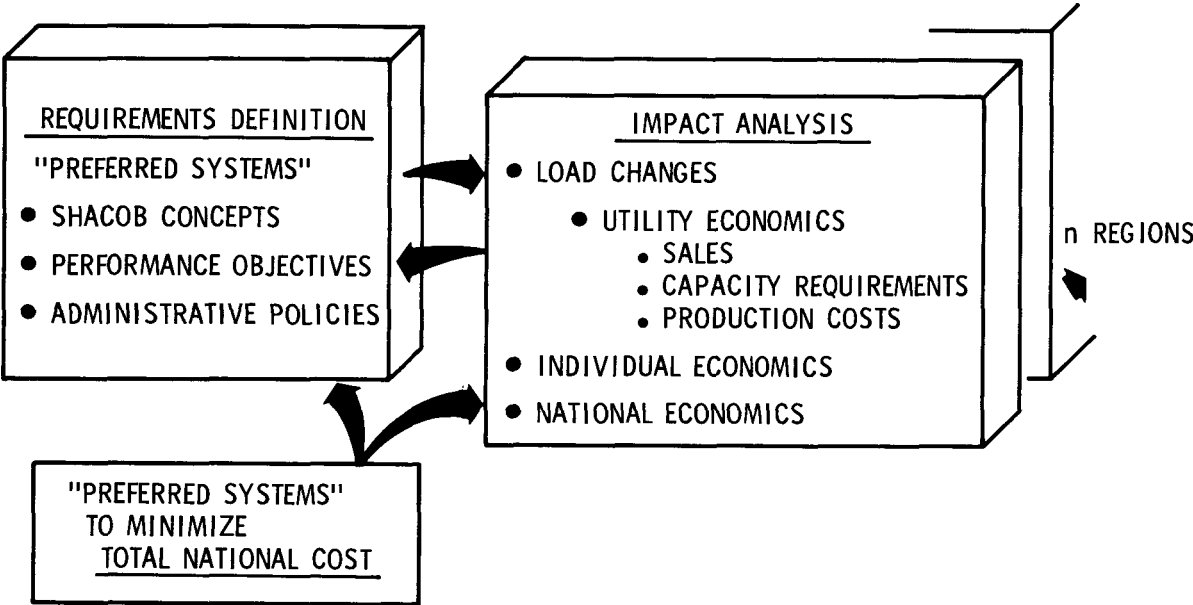 REQUIREMENTS DEFINITION
"PREFERRED SYSTEMS"
● SHACOB CONCEPTS
● PERFORMANCE OBJECTIVES
● ADMINISTRATIVE POLICIES
IMPACT ANALYSIS
● LOAD CHANGES
● UTILITY ECONOMICS
● SALES
● CAPACITY REQUIREMENTS
● PRODUCTION COSTS
● INDIVIDUAL ECONOMICS
● NATIONAL ECONOMICS
n REGIONS
"PREFERRED SYSTEMS"
TO MINIMIZE
TOTAL NATIONAL COST